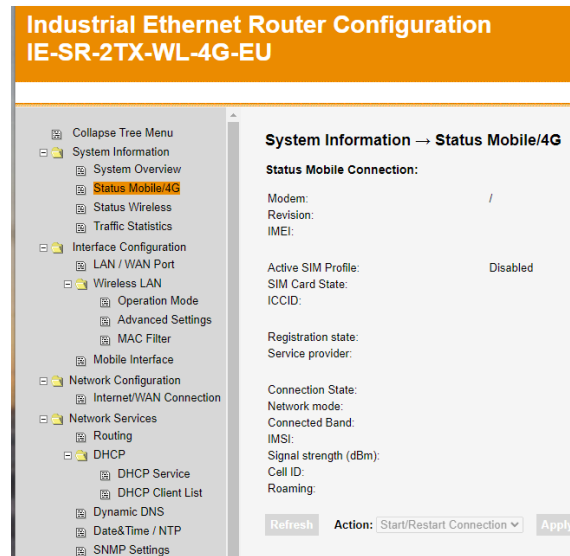 Industrial Ethernet Router Configuration
IE-SR-2TX-WL-4G-EU
Collapse Tree Menu
System Information
System Overview
Status Mobile/4G
Status Wireless
Traffic Statistics
Interface Configuration
LAN / WAN Port
Wireless LAN
Operation Mode
Advanced Settings
MAC Filter
Mobile Interface
Network Configuration
Internet/WAN Connection
Network Services
Routing
DHCP
DHCP Service
DHCP Client List
Dynamic DNS
Date&Time / NTP
SNMP Settings
System Information → Status Mobile/4G
Status Mobile Connection:
Modem: /
Revision:
IMEI:
Active SIM Profile: Disabled
SIM Card State:
ICCID:
Registration state:
Service provider:
Connection State:
Network mode:
Connected Band:
IMSI:
Signal strength (dBm):
Cell ID:
Roaming:
Refresh Action: Start/Restart Connection Apply